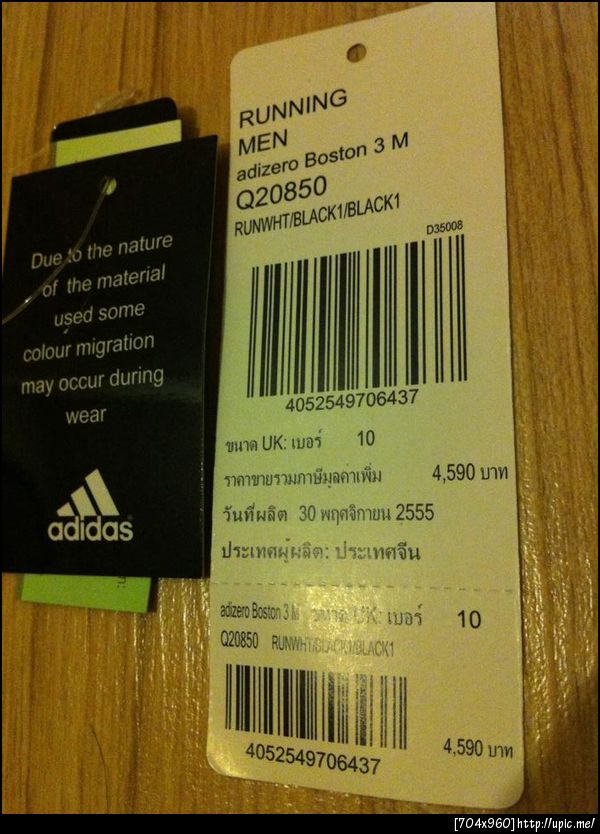 Due to the nature
of the material
used some
colour migration
may occur during
wear
adidas
RUNNING
MEN
adizero Boston 3 M
Q20850
RUNWHT/BLACK1/BLACK1
D35008
4052549706437
ขนาด UK: เบอร์ 10
ราคาขายรวมภาษีมูลค่าเพิ่ม 4,590 บาท
วันที่ผลิต 30 พฤศจิกายน 2555
ประเทศผู้ผลิต: ประเทศจีน
adizero Boston 3 M ขนาด UK: เบอร์ 10
Q20850 RUNWHT/BLACK1/BLACK1
4052549706437
4,590 บาท
[704x960]http://upic.me/